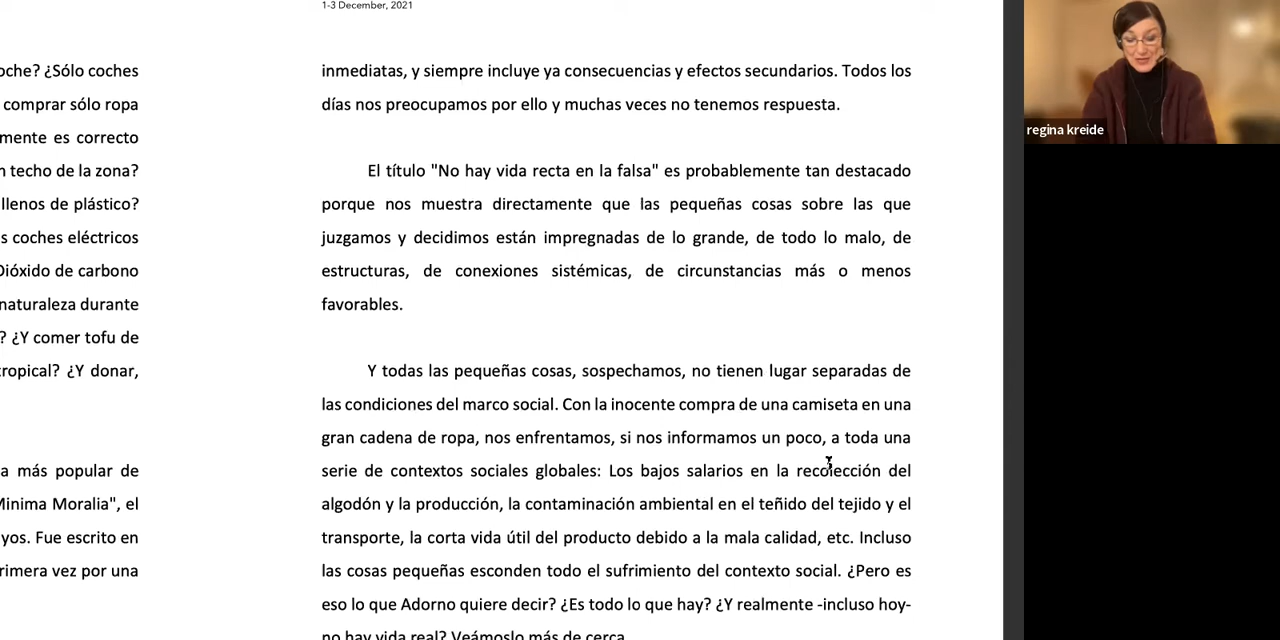 1-3 December, 2021
oche? ¿Sólo coches
comprar sólo ropa
mente es correcto
n techo de la zona?
llenos de plástico?
s coches eléctricos
Dióxido de carbono
naturaleza durante
? ¿Y comer tofu de
tropical? ¿Y donar,
a más popular de
Minima Moralia", el
yos. Fue escrito en
rimera vez por una
inmediatas, y siempre incluye ya consecuencias y efectos secundarios. Todos los
días nos preocupamos por ello y muchas veces no tenemos respuesta.
El título "No hay vida recta en la falsa" es probablemente tan destacado
porque nos muestra directamente que las pequeñas cosas sobre las que
juzgamos y decidimos están impregnadas de lo grande, de todo lo malo, de
estructuras, de conexiones sistémicas, de circunstancias más o menos
favorables.
Y todas las pequeñas cosas, sospechamos, no tienen lugar separadas de
las condiciones del marco social. Con la inocente compra de una camiseta en una
gran cadena de ropa, nos enfrentamos, si nos informamos un poco, a toda una
serie de contextos sociales globales: Los bajos salarios en la recolección del
algodón y la producción, la contaminación ambiental en el teñido del tejido y el
transporte, la corta vida útil del producto debido a la mala calidad, etc. Incluso
las cosas pequeñas esconden todo el sufrimiento del contexto social. ¿Pero es
eso lo que Adorno quiere decir? ¿Es todo lo que hay? ¿Y realmente -incluso hoy-
no hay vida real? Veámoslo más de cerca.
regina kreide